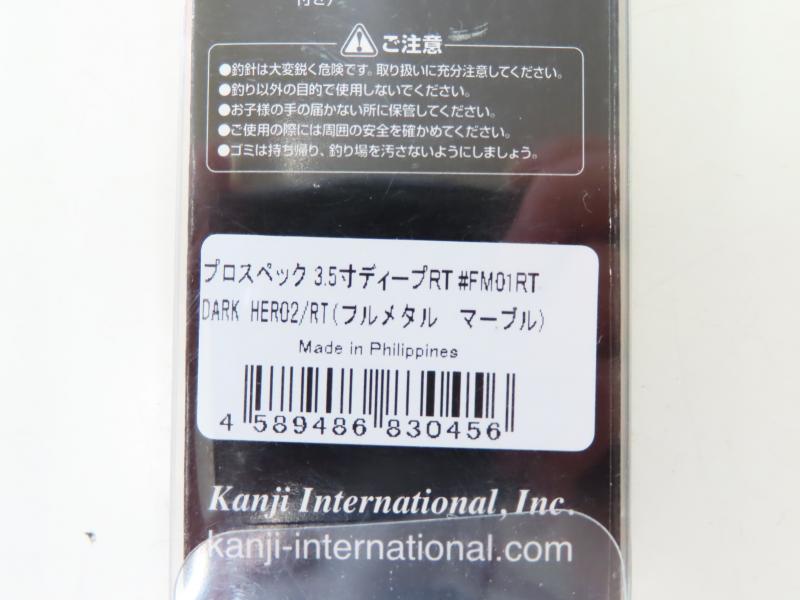 付き)
ご注意
●釣針は大変鋭く危険です。取り扱いに充分注意してください。
●釣り以外の目的で使用しないでください。
●お子様の手の届かない所に保管してください。
●ご使用の際には周囲の安全を確かめてください。
●ゴミは持ち帰り、釣り場を汚さないようにしましょう。
プロスペック 3.5寸ディープRT #FM01RT
DARK HERO2/RT(フルメタル マーブル)
Made in Philippines
4 589486 830456
Kanji International, Inc.
kanji-international.com